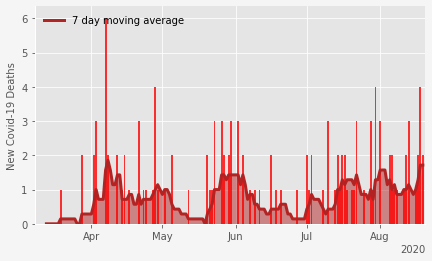 7 day moving average
New Covid-19 Deaths
6
5
4
3
2
1
0
Apr
May
Jun
Jul
Aug
2020